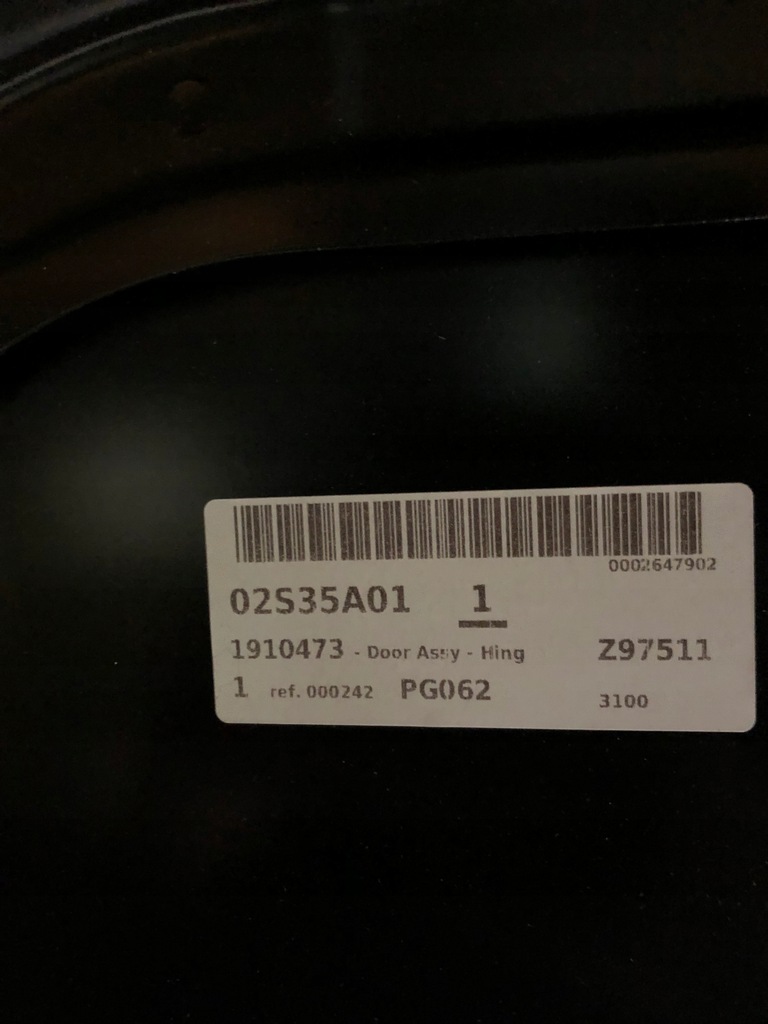 0002647902
02S35A01 1
1910473 - Door Assy - Hing Z97511
1 ref. 000242 PG062 3100